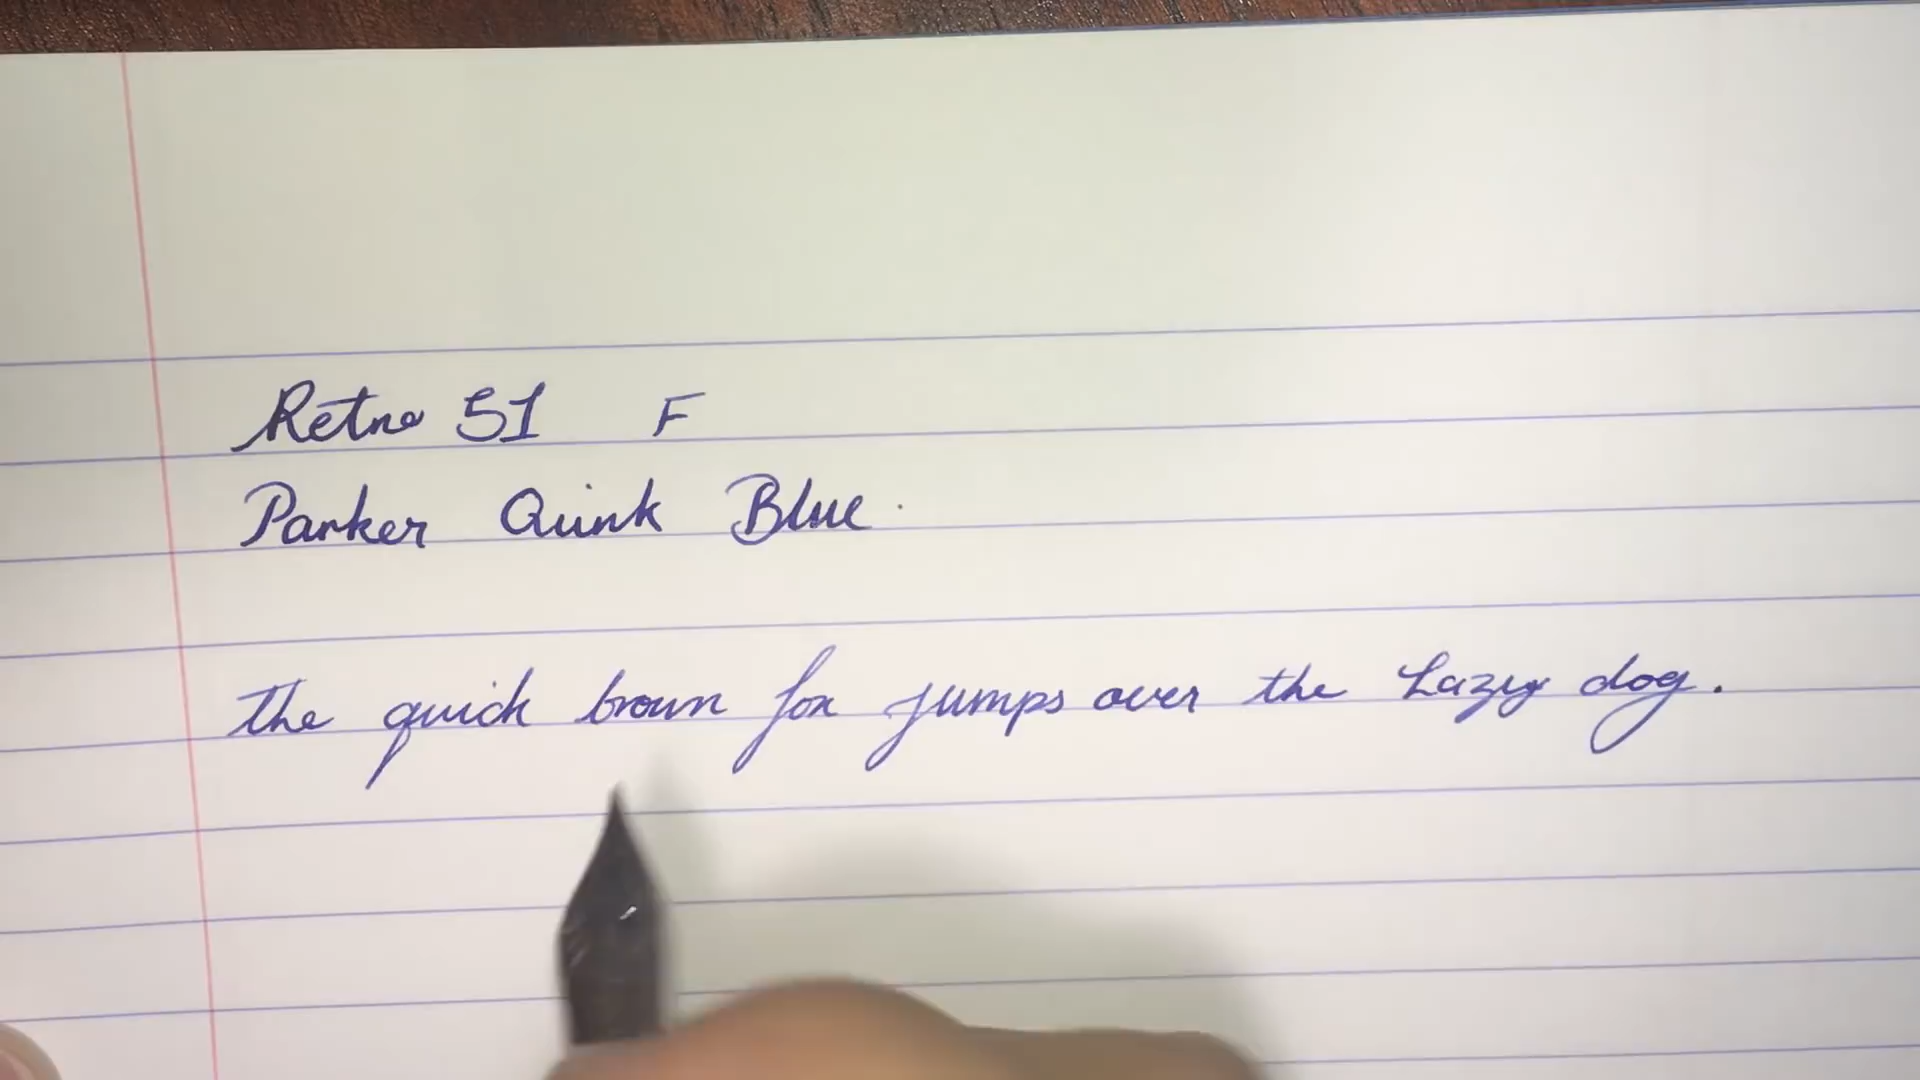 Retro 51 F
Parker Quink Blue.
The quick brown fox jumps over the Lazy dog.